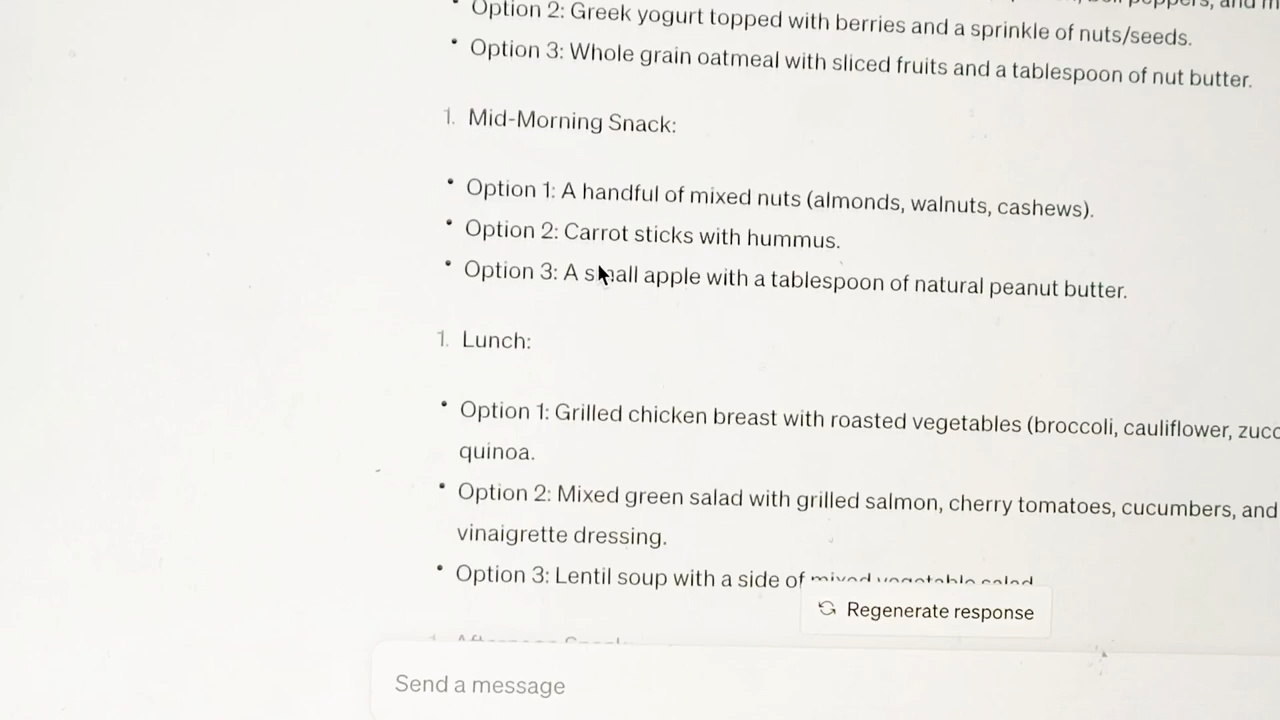 Option 2: Greek yogurt topped with berries and a sprinkle of nuts/seeds.
Option 3: Whole grain oatmeal with sliced fruits and a tablespoon of nut butter.
1. Mid-Morning Snack:
Option 1: A handful of mixed nuts (almonds, walnuts, cashews).
Option 2: Carrot sticks with hummus.
Option 3: A small apple with a tablespoon of natural peanut butter.
1. Lunch:
Option 1: Grilled chicken breast with roasted vegetables (broccoli, cauliflower, zucc
quinoa.
Option 2: Mixed green salad with grilled salmon, cherry tomatoes, cucumbers, and
vinaigrette dressing.
Option 3: Lentil soup with a side of mixed vegetable salad
Regenerate response
Send a message